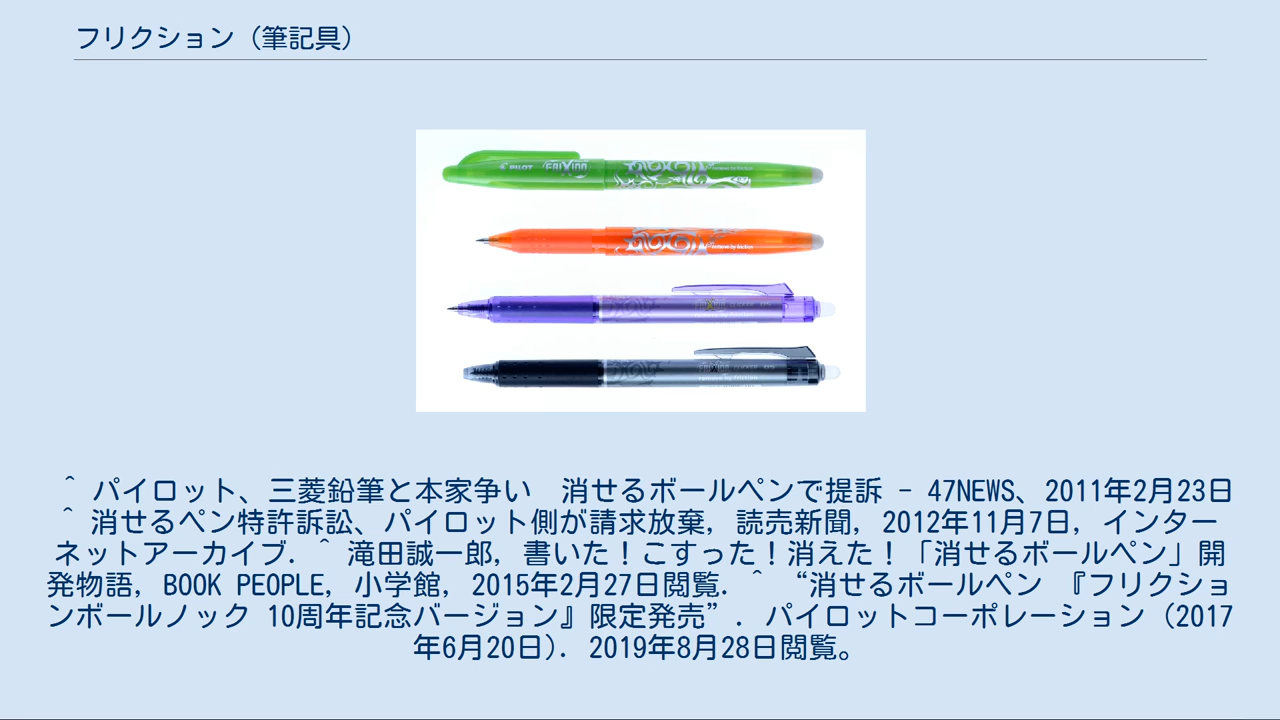 フリクション（筆記具）
PILOT FRIXION
remove by friction
FRIXION
FRIXION
remove by friction
^ パイロット、三菱鉛筆と本家争い　消せるボールペンで提訴 - 47NEWS、2011年2月23日
^ 消せるペン特許訴訟、パイロット側が請求放棄, 読売新聞, 2012年11月7日, インター
ネットアーカイブ. ^ 滝田誠一郎, 書いた！こすった！消えた！「消せるボールペン」開
発物語, BOOK PEOPLE, 小学館, 2015年2月27日閲覧. ^ “消せるボールペン 『フリクショ
ンボールノック 10周年記念バージョン』限定発売”. パイロットコーポレーション（2017
年6月20日）. 2019年8月28日閲覧。